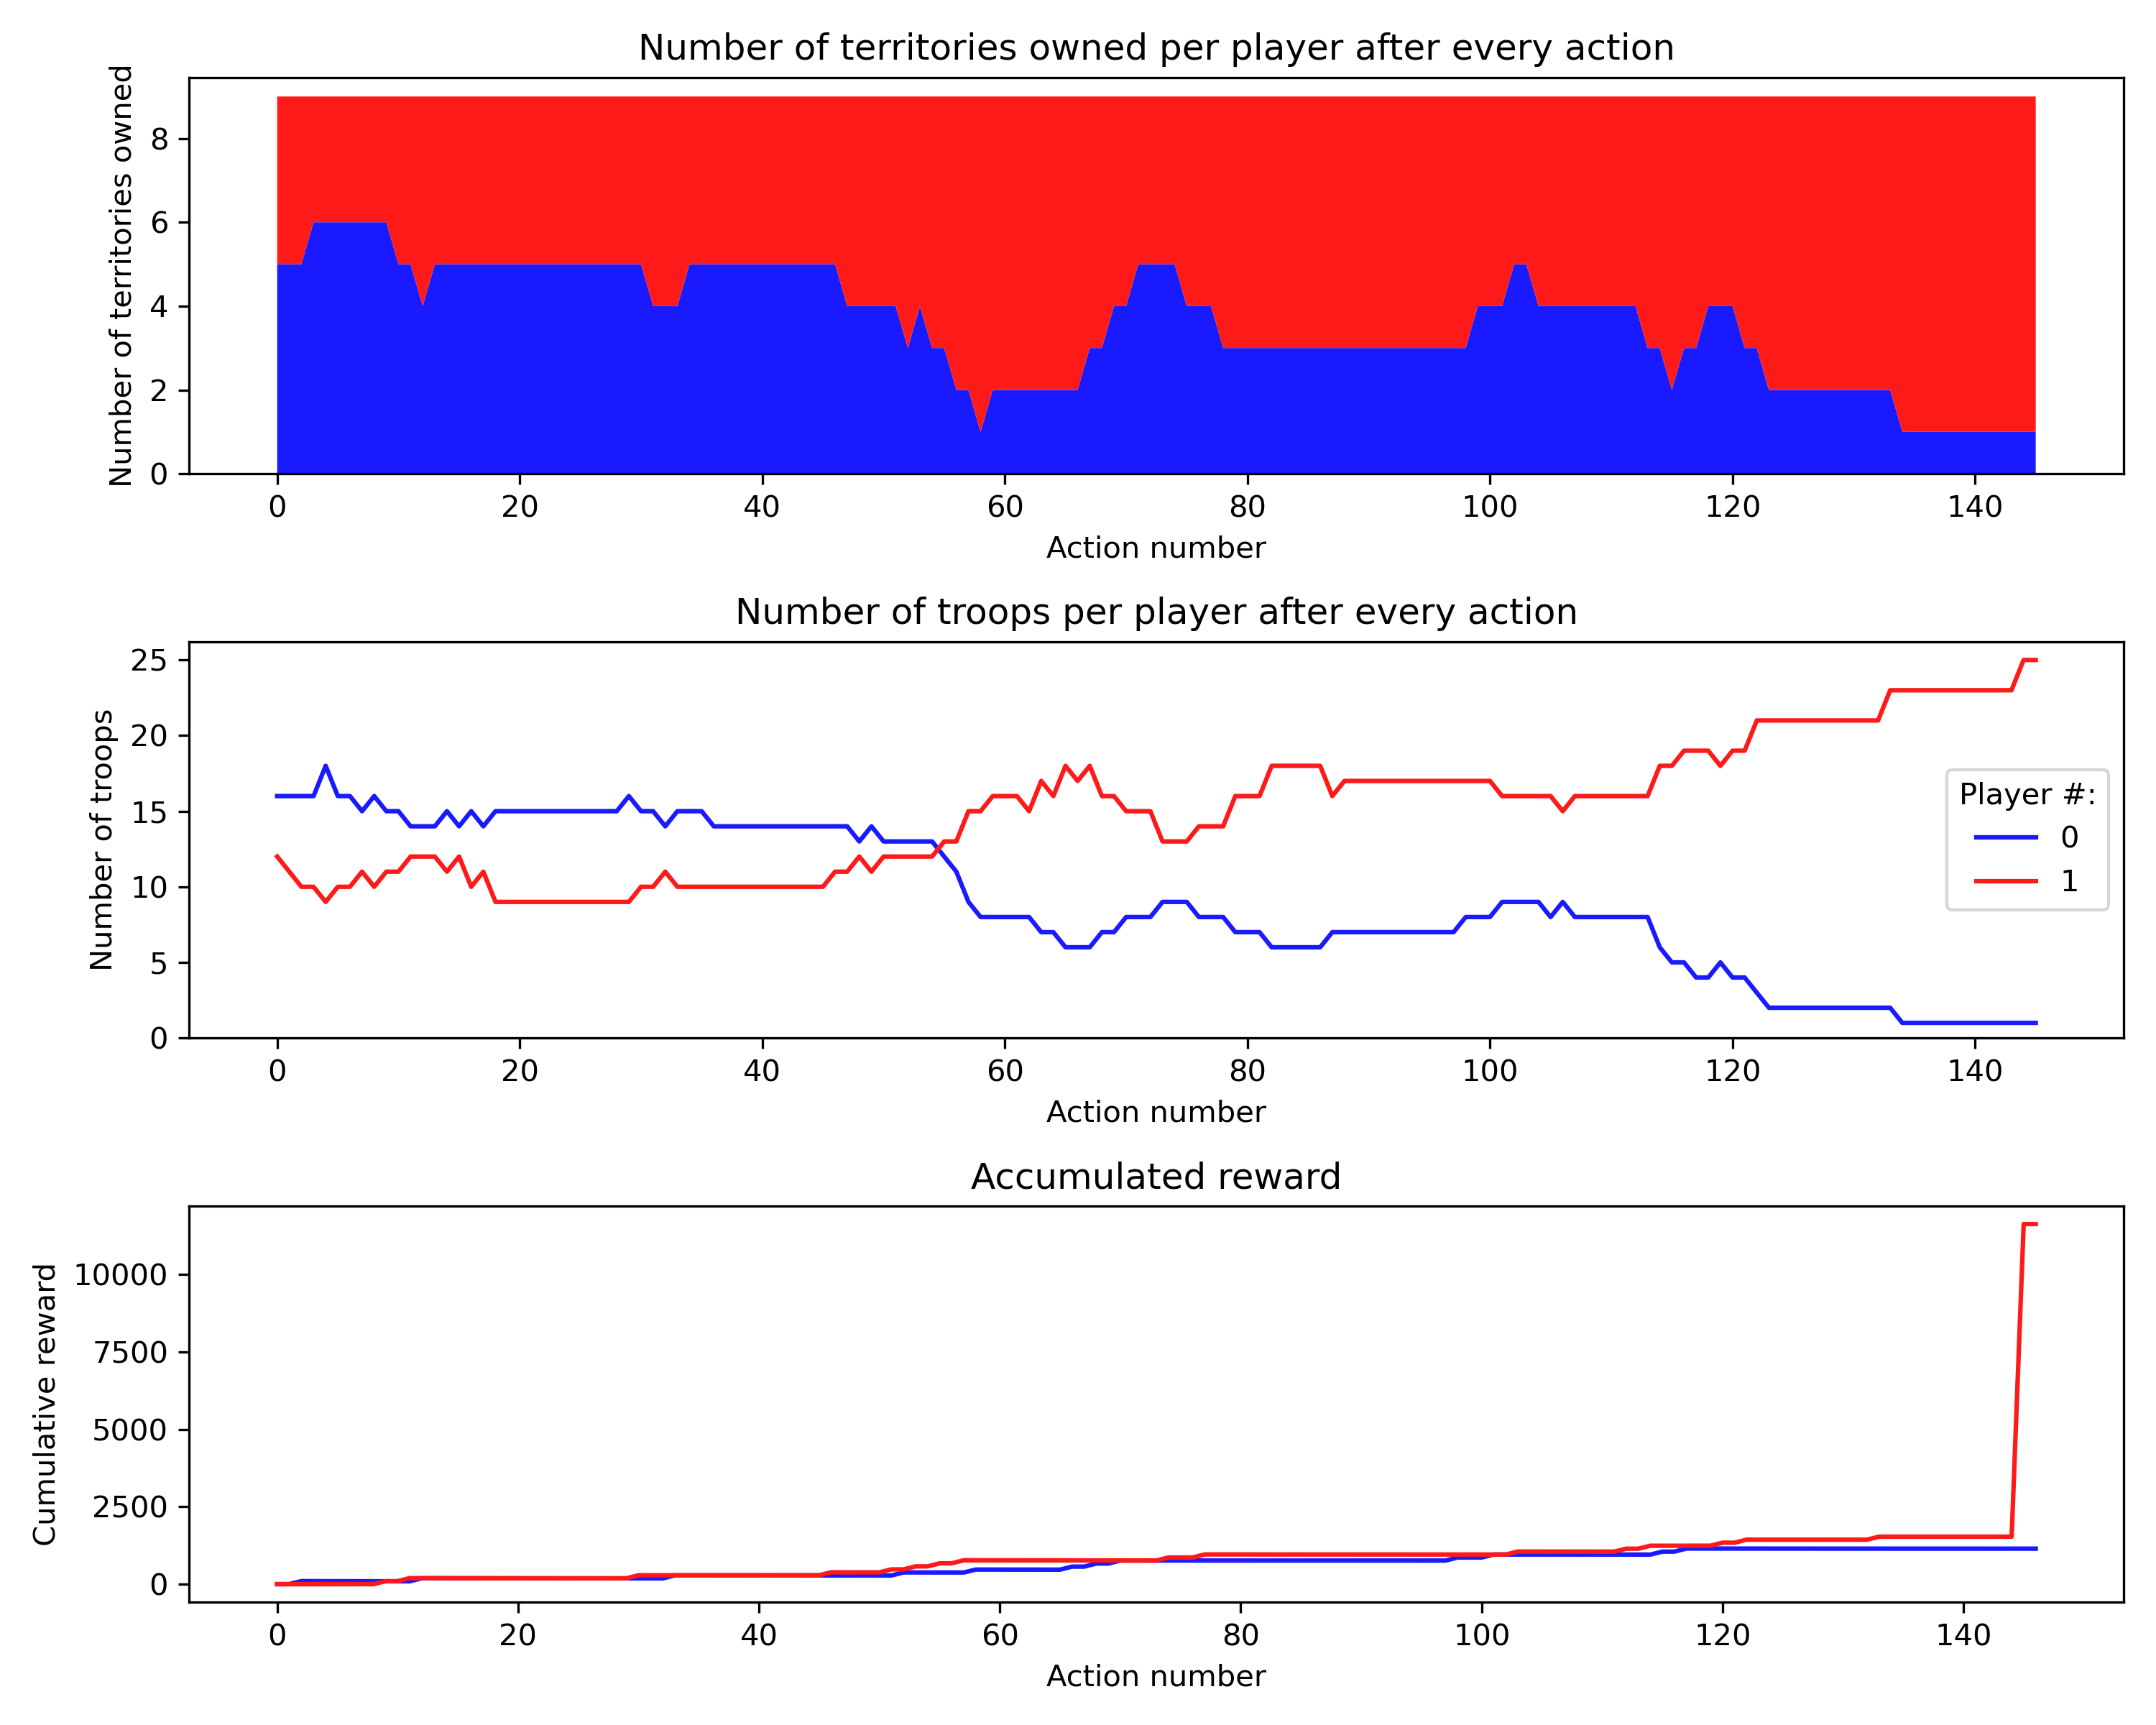 Number of territories owned per player after every action
Number of territories owned
8
6
4
2
0
0 20 40 60 80 100 120 140
Action number
Number of troops per player after every action
Number of troops
25
20
15
10
5
0
Player #:
0
1
0 20 40 60 80 100 120 140
Action number
Accumulated reward
Cumulative reward
10000
7500
5000
2500
0
0 20 40 60 80 100 120 140
Action number